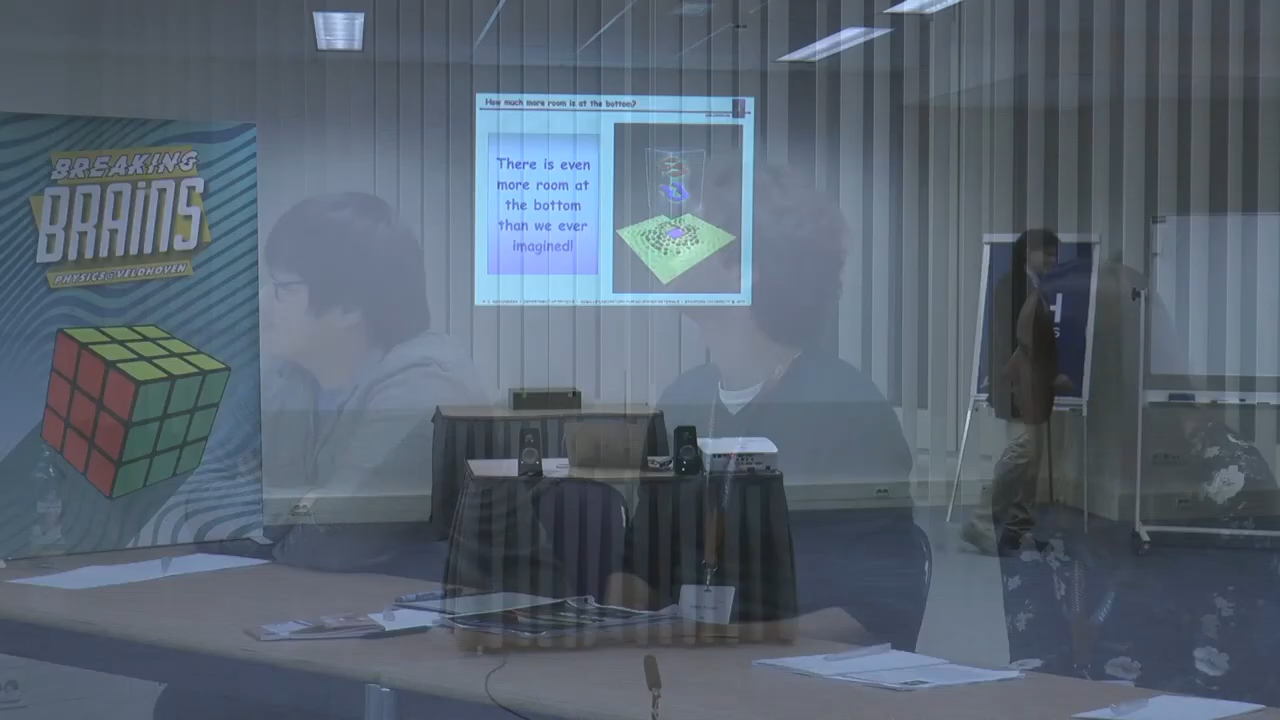 BREAKING
BRAINS
PHYSICS@VELDHOVEN
How much more room is at the bottom?
There is even
more room at
the bottom
than we ever
imagined!
H
S